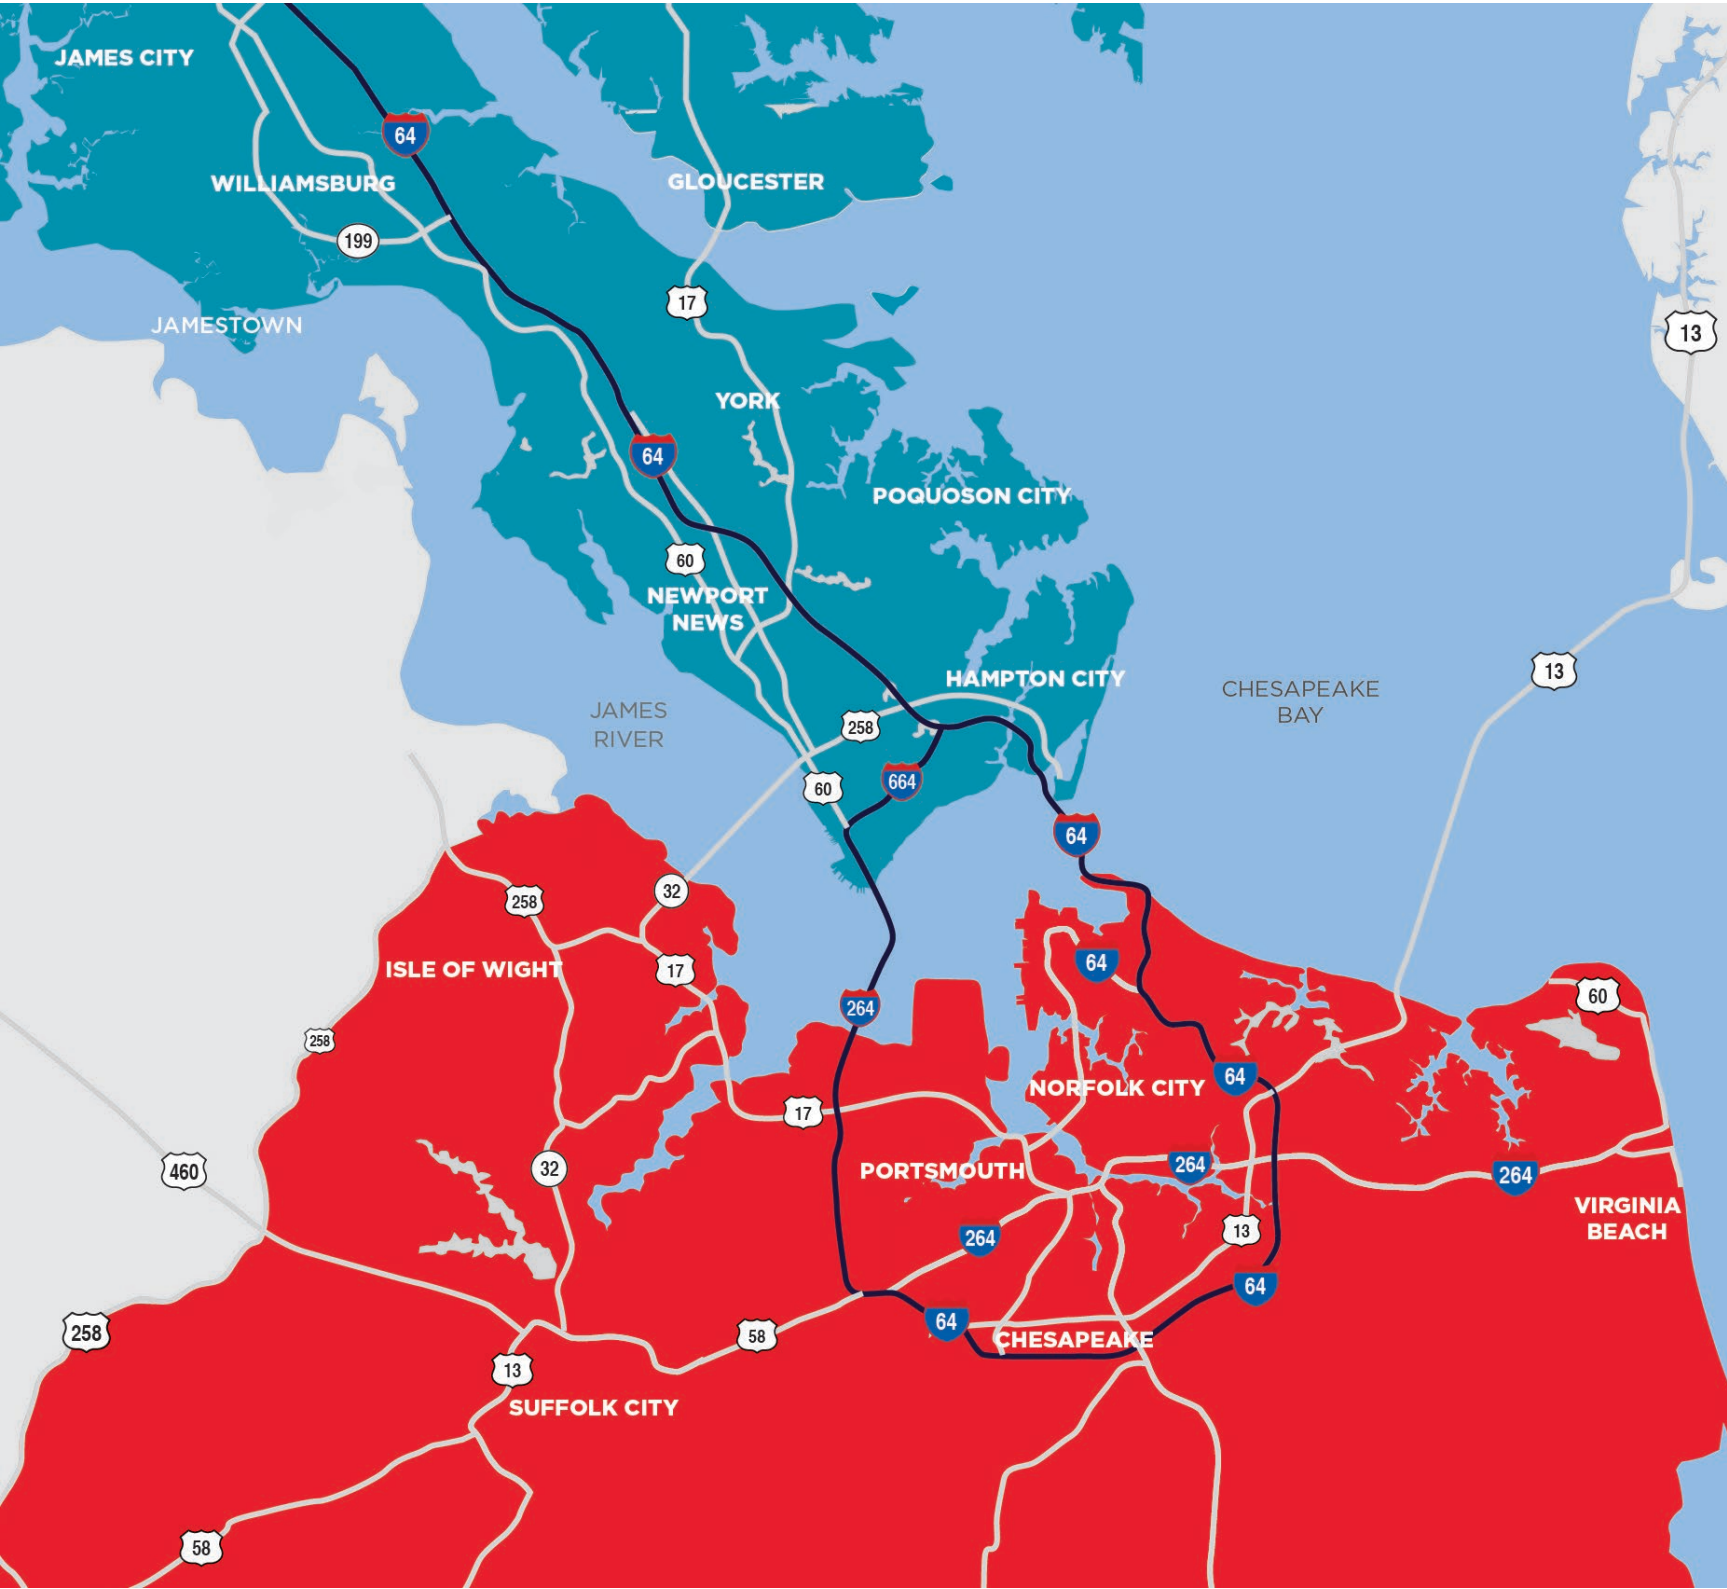 JAMES CITY
64
WILLIAMSBURG
GLOUCESTER
199
17
JAMESTOWN
13
YORK
64
POQUOSON CITY
60
NEWPORT
NEWS
HAMPTON CITY
13
CHESAPEAKE
BAY
JAMES
RIVER
258
664
60
64
32
258
ISLE OF WIGHT
17
64
60
264
258
64
NORFOLK CITY
17
460
32
PORTSMOUTH
264
264
VIRGINIA
BEACH
13
264
64
258
64
58
CHESAPEAKE
13
SUFFOLK CITY
58